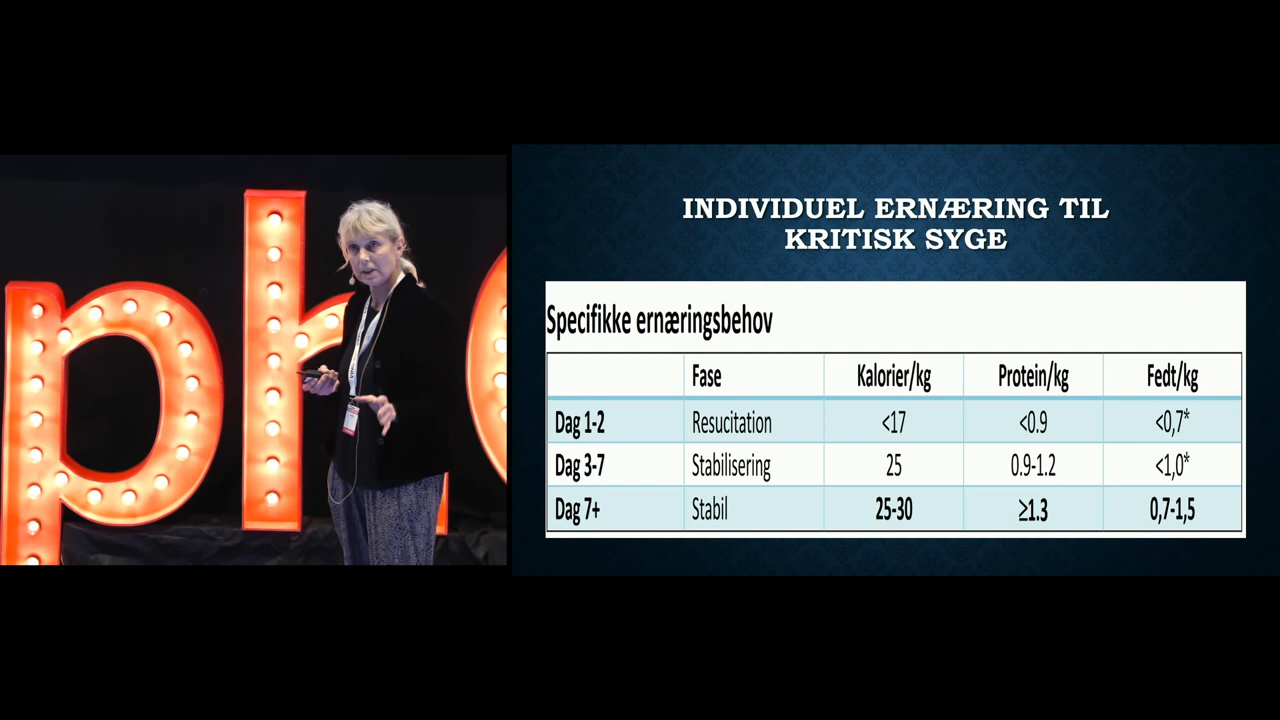 ph
INDIVIDUEL ERNÆRING TIL
KRITISK SYGE
Specifikke ernæringsbehov
Fase Kalorier/kg Protein/kg Fedt/kg
Dag 1-2 Resucitation <17 <0.9 <0,7*
Dag 3-7 Stabilisering 25 0.9-1.2 <1,0*
Dag 7+ Stabil 25-30 ≥1.3 0,7-1,5